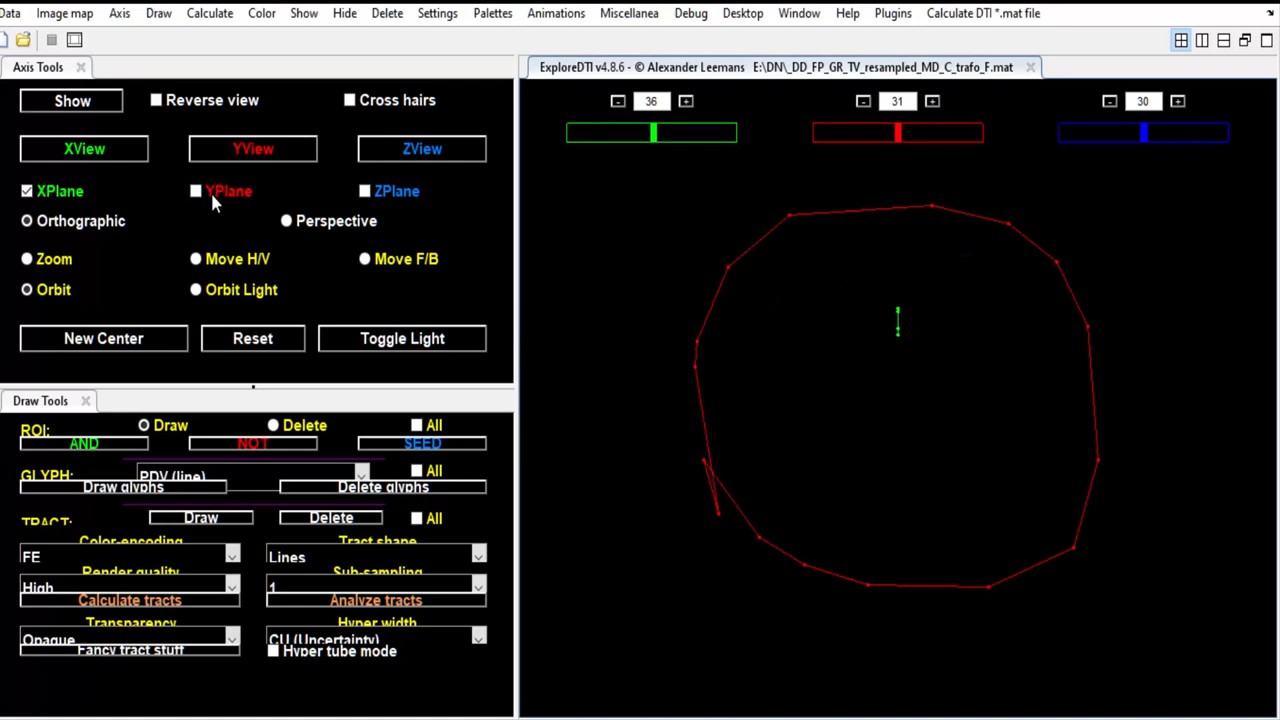 Data Image map Axis Draw Calculate Color Show Hide Delete Settings Palettes Animations Miscellanea Debug Desktop Window Help Plugins Calculate DTI *.mat file
Axis Tools
ExploreDTI v4.8.6 - © Alexander Leemans E:\DN\_DD_FP_GR_TV_resampled_MD_C_trafo_F.mat
Show Reverse view Cross hairs
- 36 + - 31 + - 30 +
XView YView ZView
XPlane YPlane ZPlane
Orthographic Perspective
Zoom Move H/V Move F/B
Orbit Orbit Light
New Center Reset Toggle Light
Draw Tools
ROI: Draw Delete All
AND NOT SEED
GLYPH: PDV (line) All
Draw glyphs Delete glyphs
TRACT: Draw Delete All
Color-encoding Tract shape
FE Lines
Render quality Sub-sampling
High 1
Calculate tracts Analyze tracts
Transparency Hyper width
Opaque CU (Uncertainty)
Fancy tract stuff Hyper tube mode